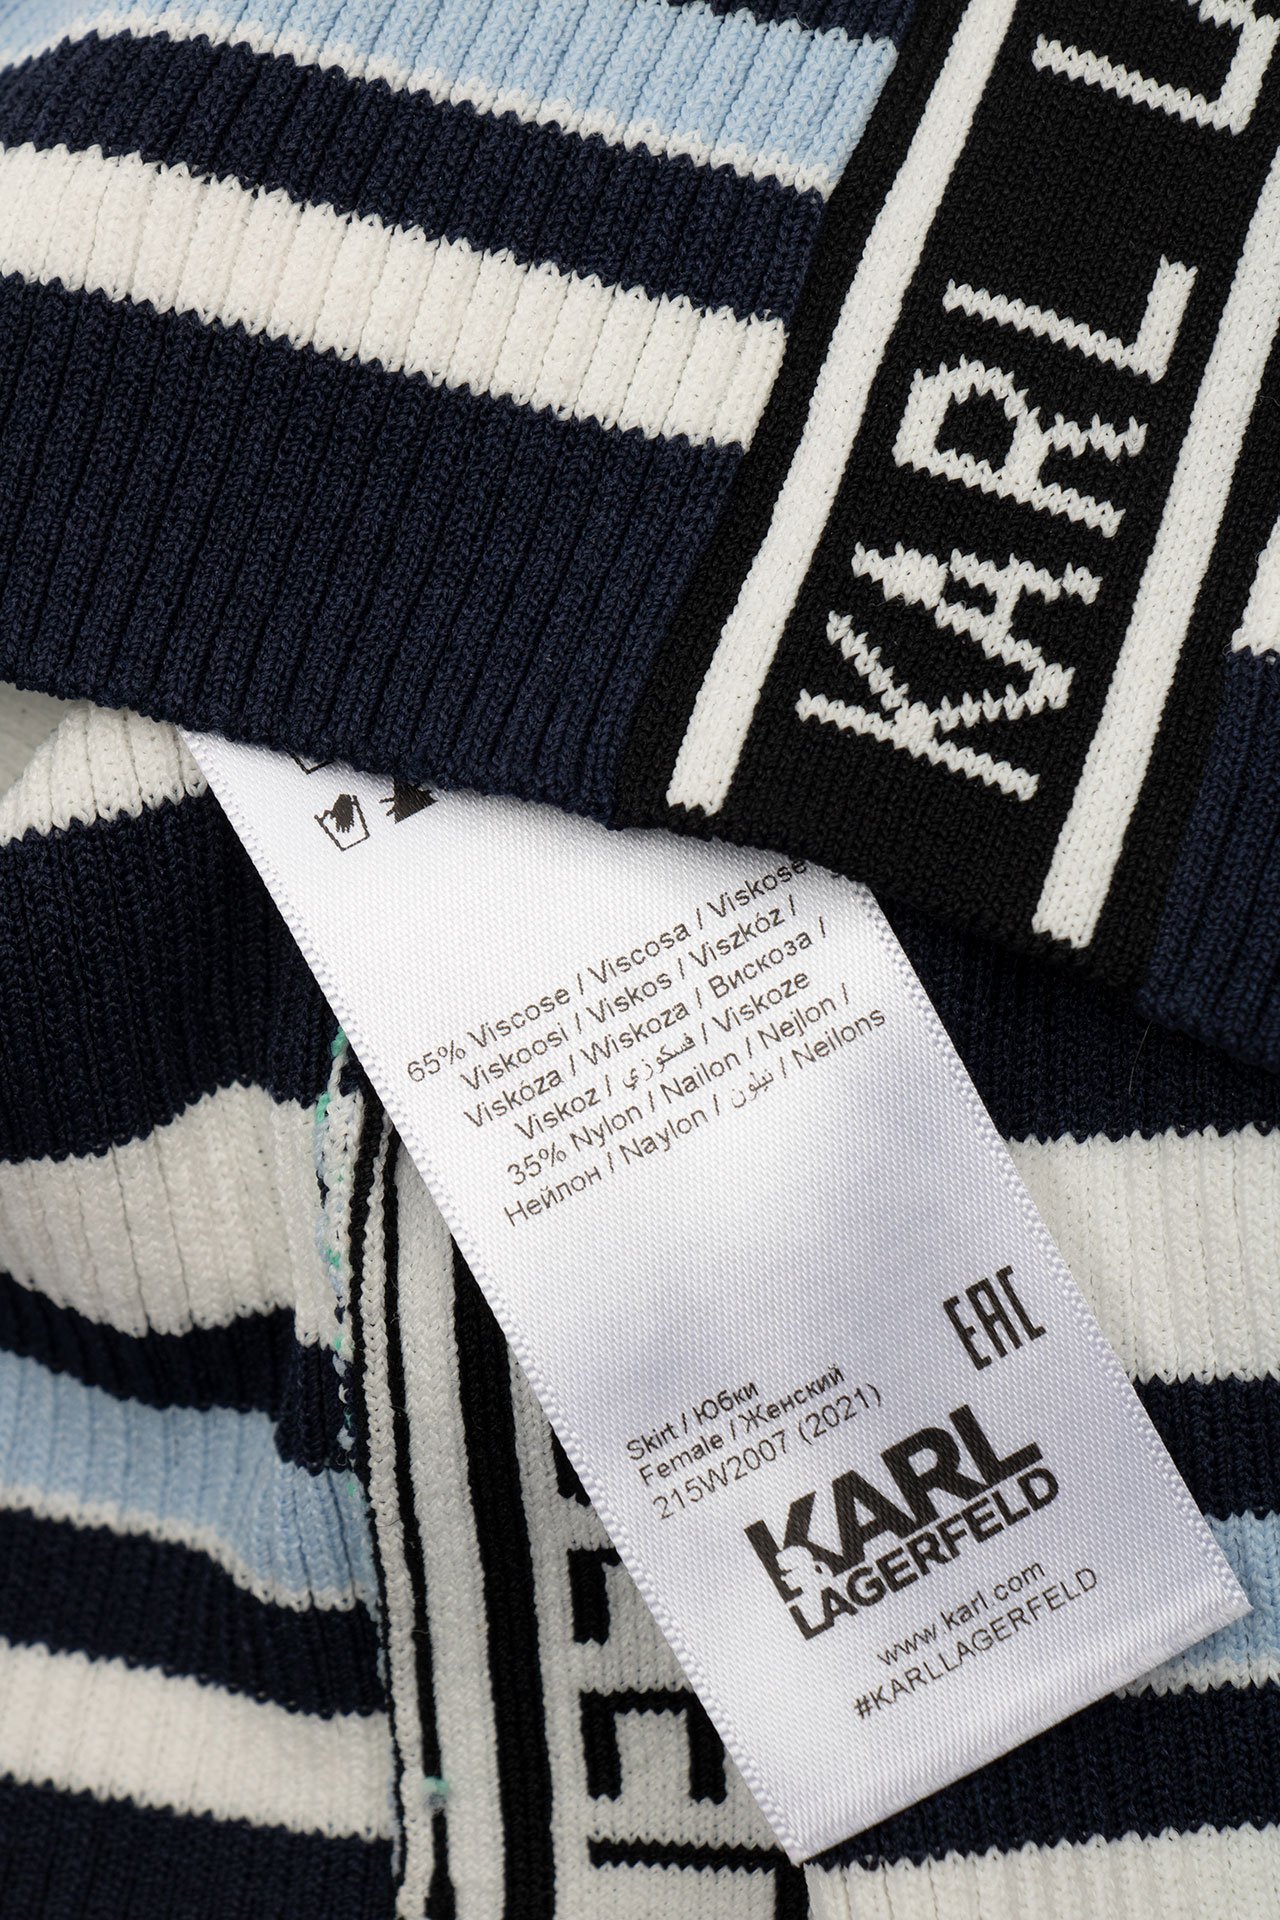 KARL L
65% Viscose / Viscosa / Viskose
Viskoosi / Viskos / Viszkóz /
Viskóza / Wiskoza / Вискоза /
Viskoz / فسكوزي / Viskoze
35% Nylon / Nailon / Nejlon /
Нейлон / Naylon / نيلون / Neilons
EAC
Skirt / Юбки
Female / Женский
215W2007 (2021)
KARL
LAGERFELD
www.karl.com
#KARLLAGERFELD